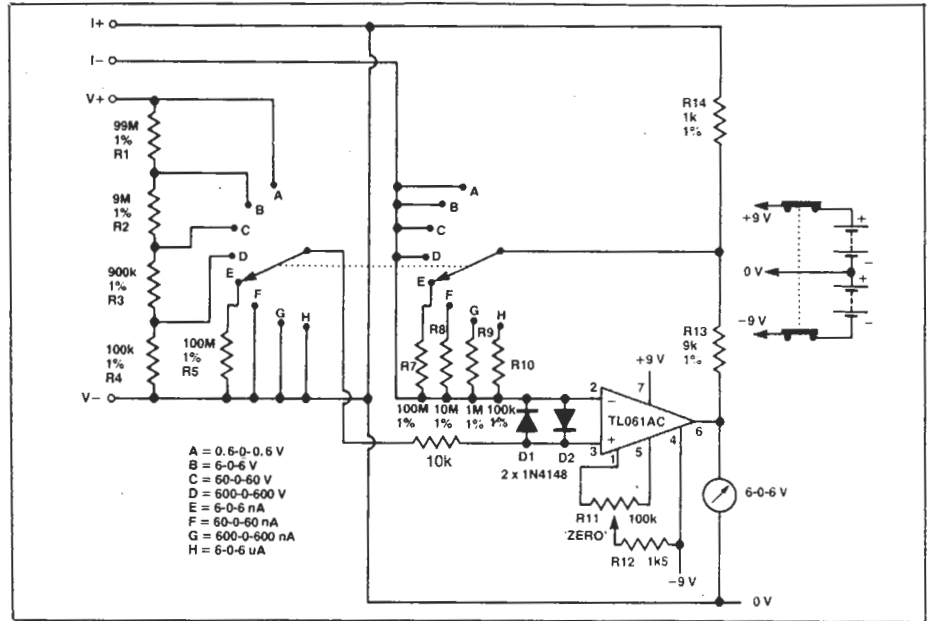 I+
I-
V+
99M
1%
R1
9M
1%
R2
900k
1%
R3
100k
1%
R4
V-
A
B
C
D
E
F
G
H
100M
1%
R5
A
B
C
D
E
F
G
H
R7
R8
R9
R10
100M
1%
10M
1%
1M
1%
100k
1%
10k
D1
D2
2 x 1N4148
2
3
-
+
TL061AC
1
5
4
6
7
+9 V
R11
100k
'ZERO'
R12
1k5
-9 V
R14
1k
1%
R13
9k
1%
6-0-6 V
0 V
+9 V
0 V
-9 V
+
-
+
-
A = 0.6-0-0.6 V
B = 6-0-6 V
C = 60-0-60 V
D = 600-0-600 V
E = 6-0-6 nA
F = 60-0-60 nA
G = 600-0-600 nA
H = 6-0-6 uA